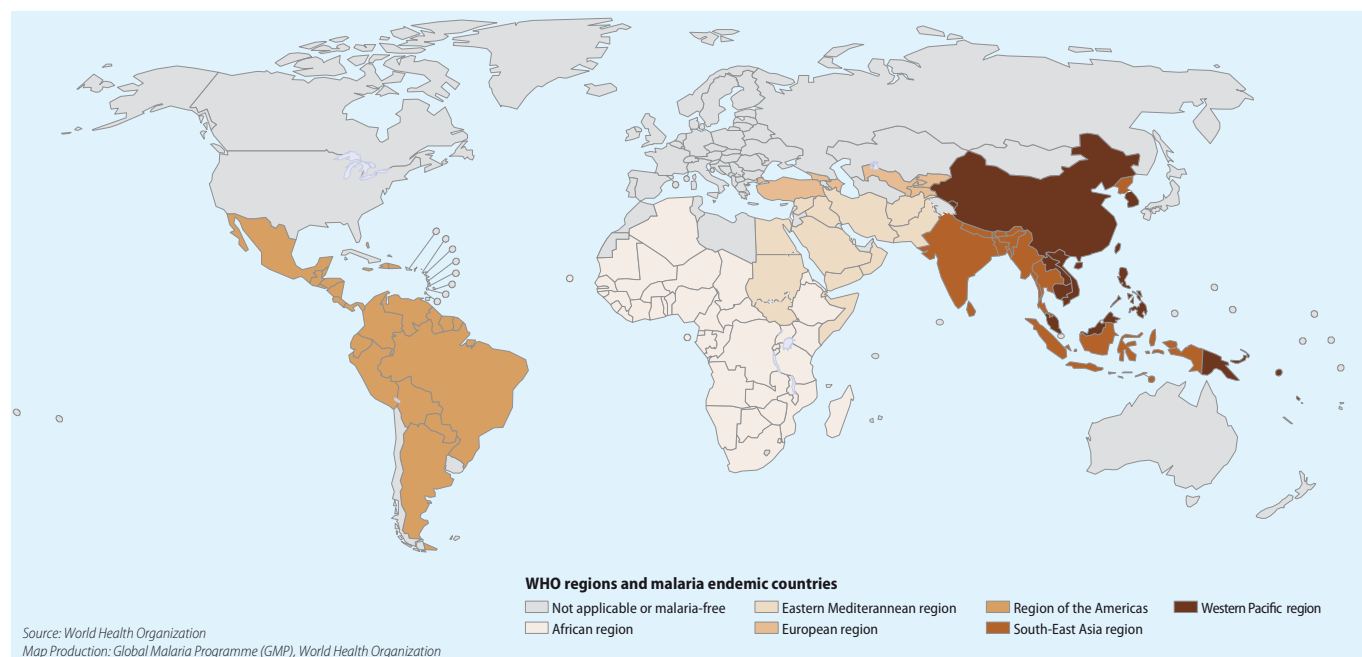 WHO regions and malaria endemic countries
Not applicable or malaria-free
Eastern Mediterannean region
Region of the Americas
Western Pacific region
African region
European region
South-East Asia region
Source: World Health Organization
Map Production: Global Malaria Programme (GMP), World Health Organization